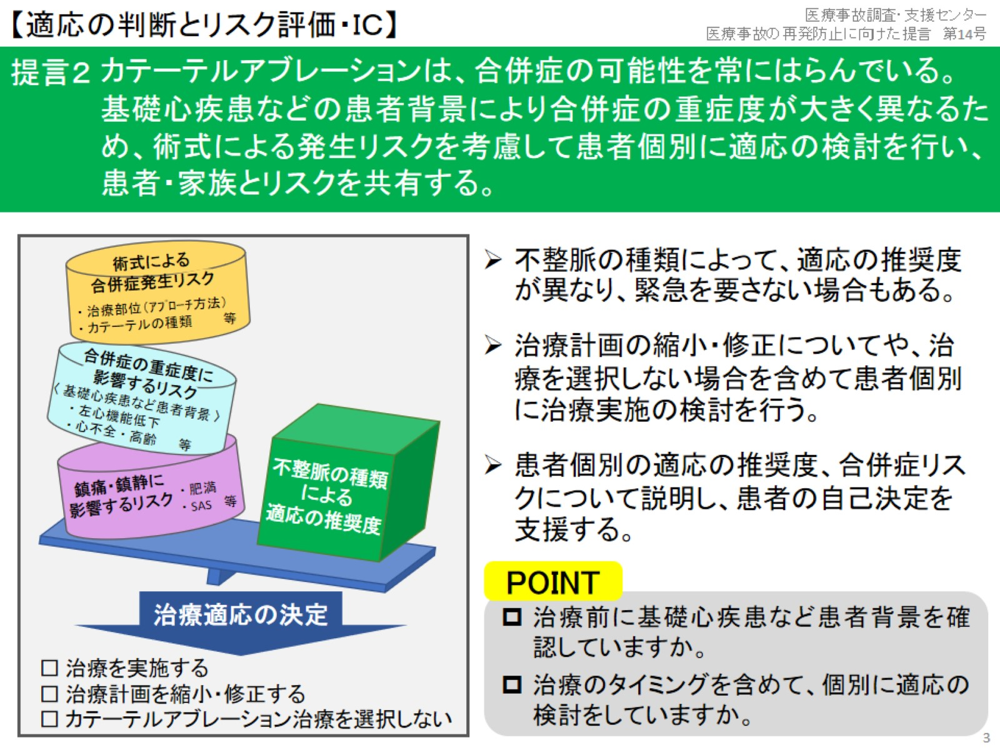 【適応の判断とリスク評価・IC】
医療事故調査・支援センター
医療事故の再発防止に向けた提言　第14号
提言２ カテーテルアブレーションは、合併症の可能性を常にはらんでいる。
基礎心疾患などの患者背景により合併症の重症度が大きく異なるた
め、術式による発生リスクを考慮して患者個別に適応の検討を行い、
患者・家族とリスクを共有する。
術式による
合併症発生リスク
・治療部位（アブローチ方法）
・カテーテルの種類　　等
合併症の重症度に
影響するリスク
〈基礎心疾患など患者背景〉
・左心機能低下
・心不全・高齢　等
鎮痛・鎮静に
影響するリスク
・肥満
・SAS　等
不整脈の種類
による
適応の推奨度
治療適応の決定
□ 治療を実施する
□ 治療計画を縮小・修正する
□ カテーテルアブレーション治療を選択しない
➢ 不整脈の種類によって、適応の推奨度
が異なり、緊急を要さない場合もある。
➢ 治療計画の縮小・修正についてや、治
療を選択しない場合を含めて患者個別
に治療実施の検討を行う。
➢ 患者個別の適応の推奨度、合併症リス
クについて説明し、患者の自己決定を
支援する。
POINT
□ 治療前に基礎心疾患など患者背景を確
認していますか。
□ 治療のタイミングを含めて、個別に適応の
検討をしていますか。
3